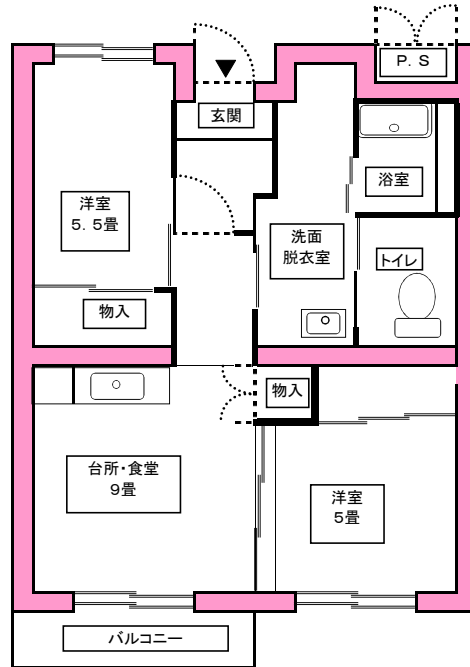 P.S
玄関
浴室
洋室
5.5畳
洗面
脱衣室
トイレ
物入
物入
台所・食堂
9畳
洋室
5畳
バルコニー